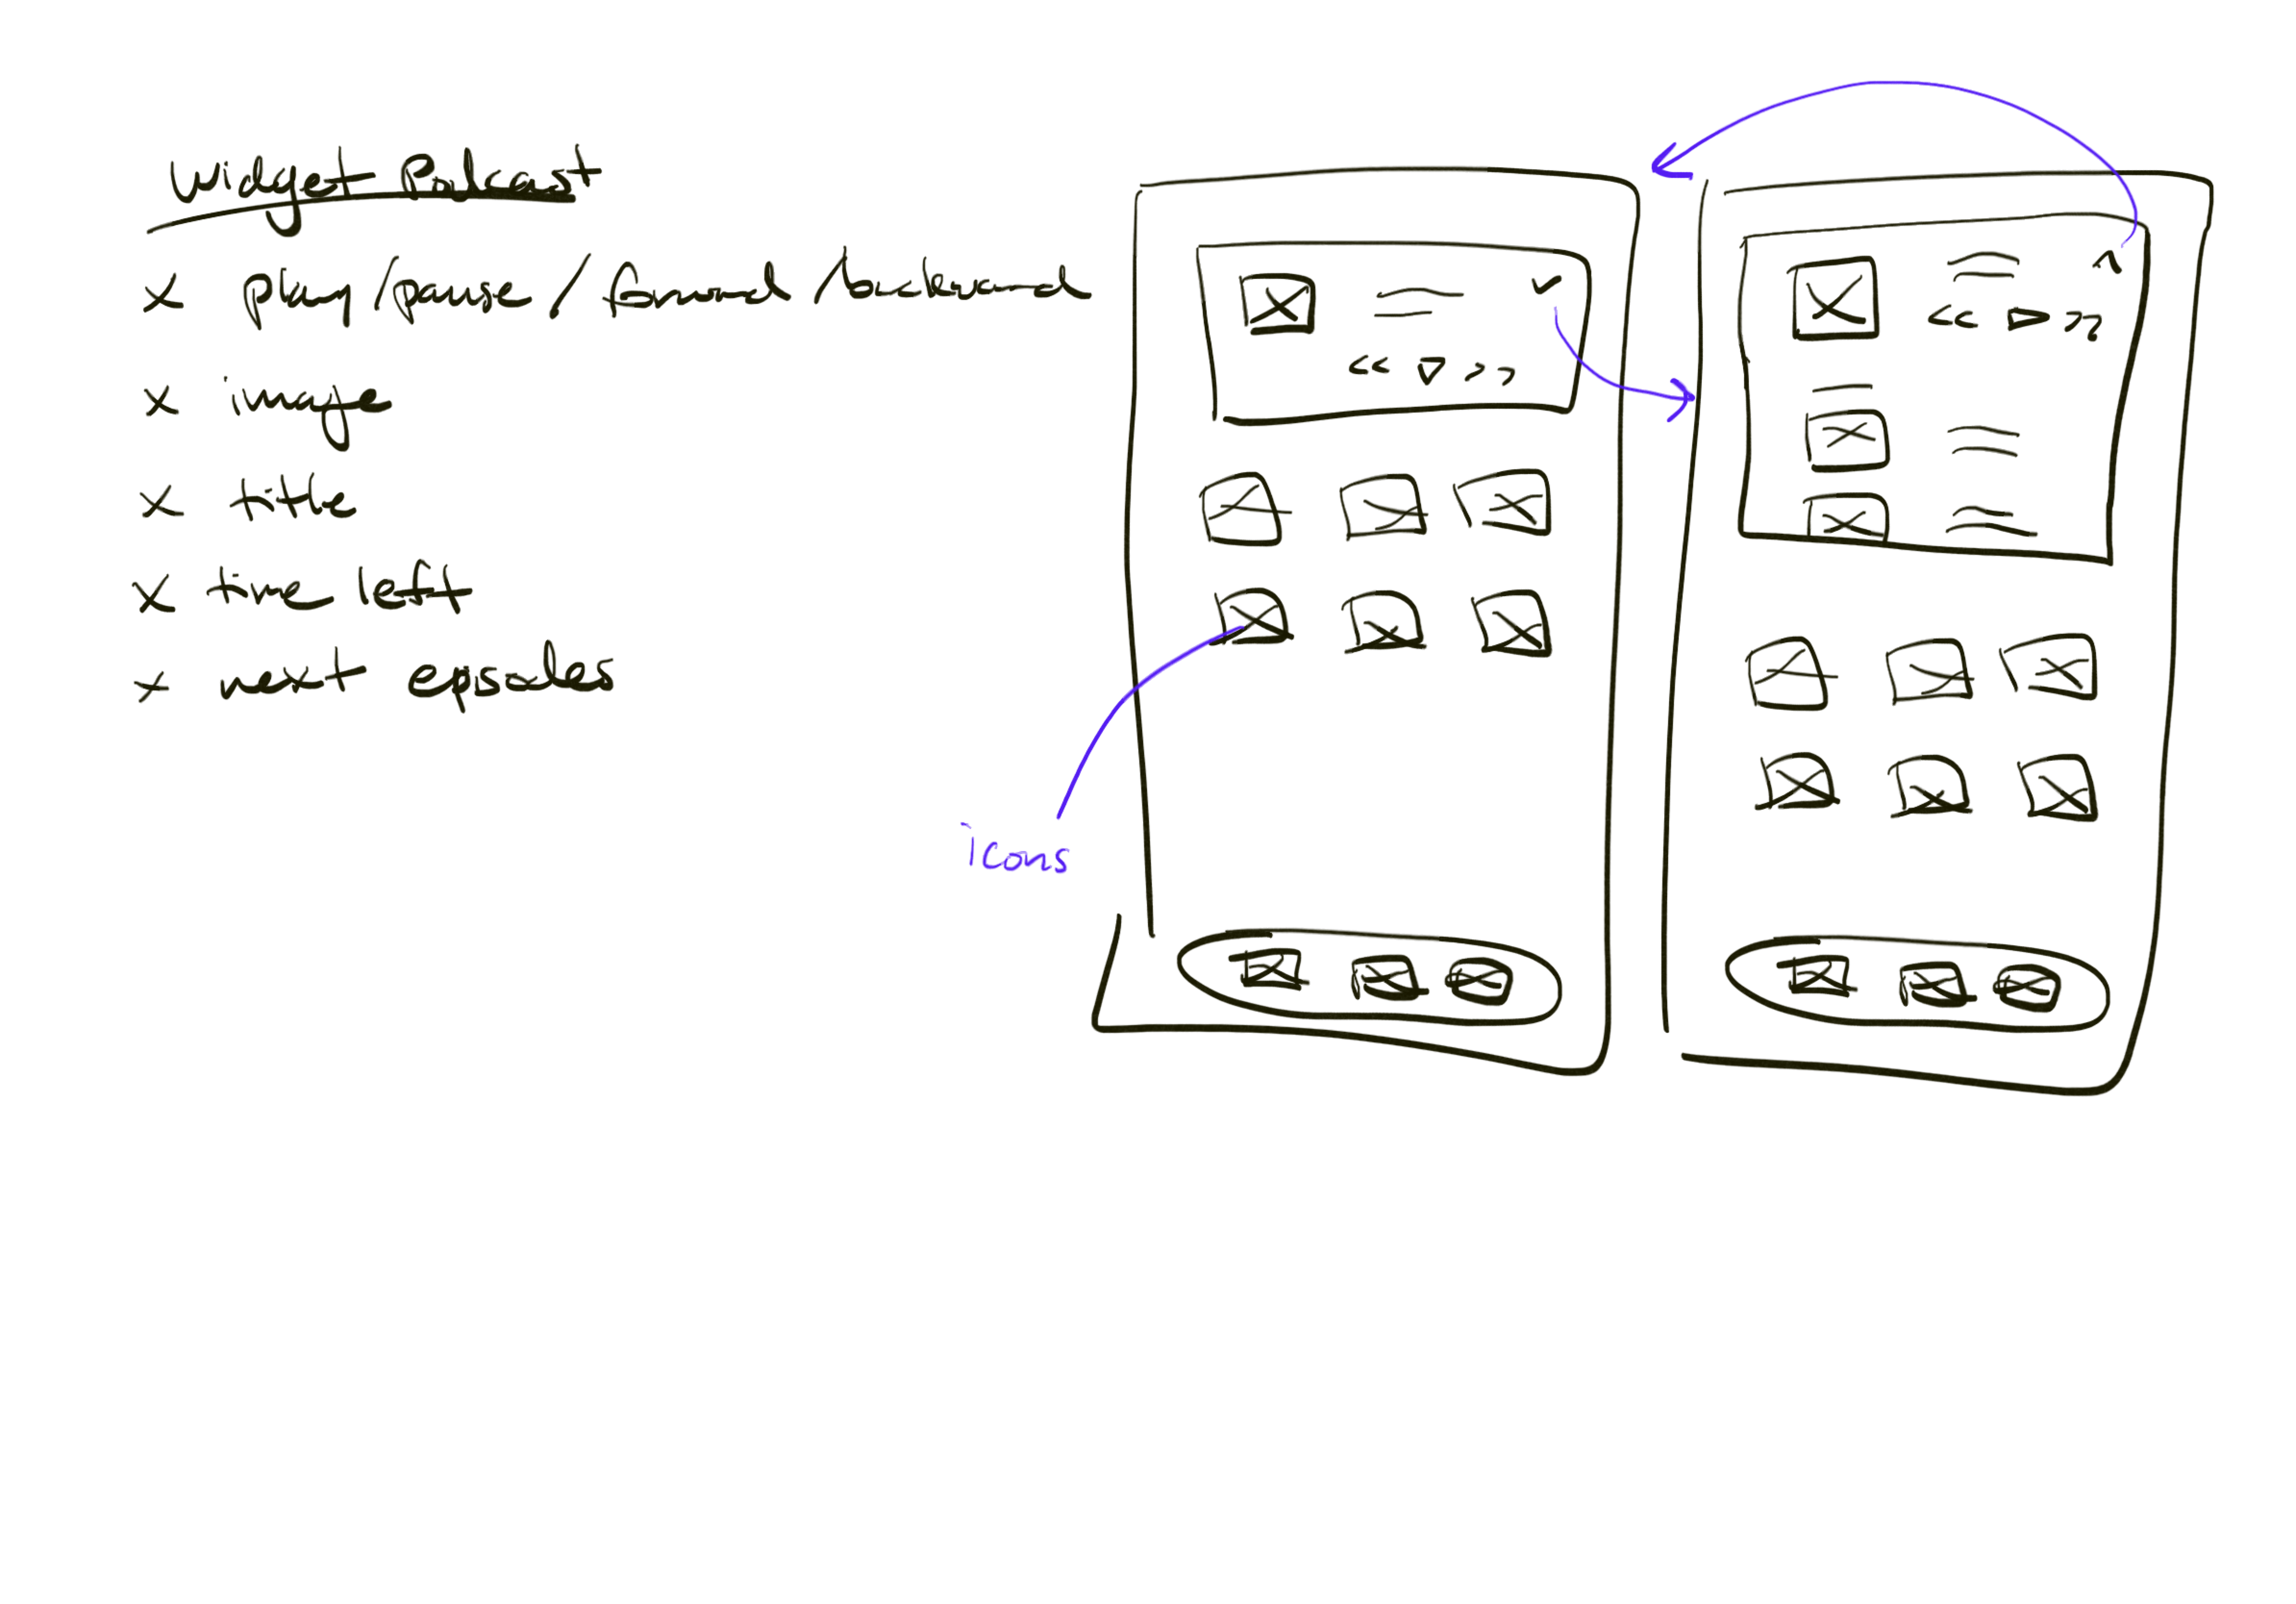 Widget Podcast
x play/pause/forward/backward
x image
x title
x time left
x next episodes
<< >>
<< >>
icons